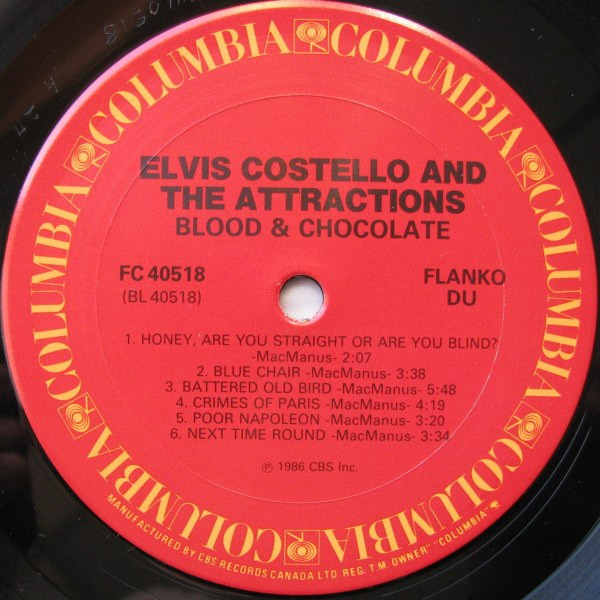 COLUMBIA COLUMBIA COLUMBIA COLUMBIA COLUMBIA COLUMBIA
ELVIS COSTELLO AND
THE ATTRACTIONS
BLOOD & CHOCOLATE
FC 40518
(BL 40518)
FLANKO
DU
1. HONEY, ARE YOU STRAIGHT OR ARE YOU BLIND?
-MacManus- 2:07
2. BLUE CHAIR -MacManus- 3:38
3. BATTERED OLD BIRD -MacManus- 5:48
4. CRIMES OF PARIS -MacManus- 4:19
5. POOR NAPOLEON -MacManus- 3:20
6. NEXT TIME ROUND -MacManus- 3:34
℗ 1986 CBS Inc.
MANUFACTURED BY CBS RECORDS CANADA LTD. REG. T.M. OWNER "COLUMBIA"